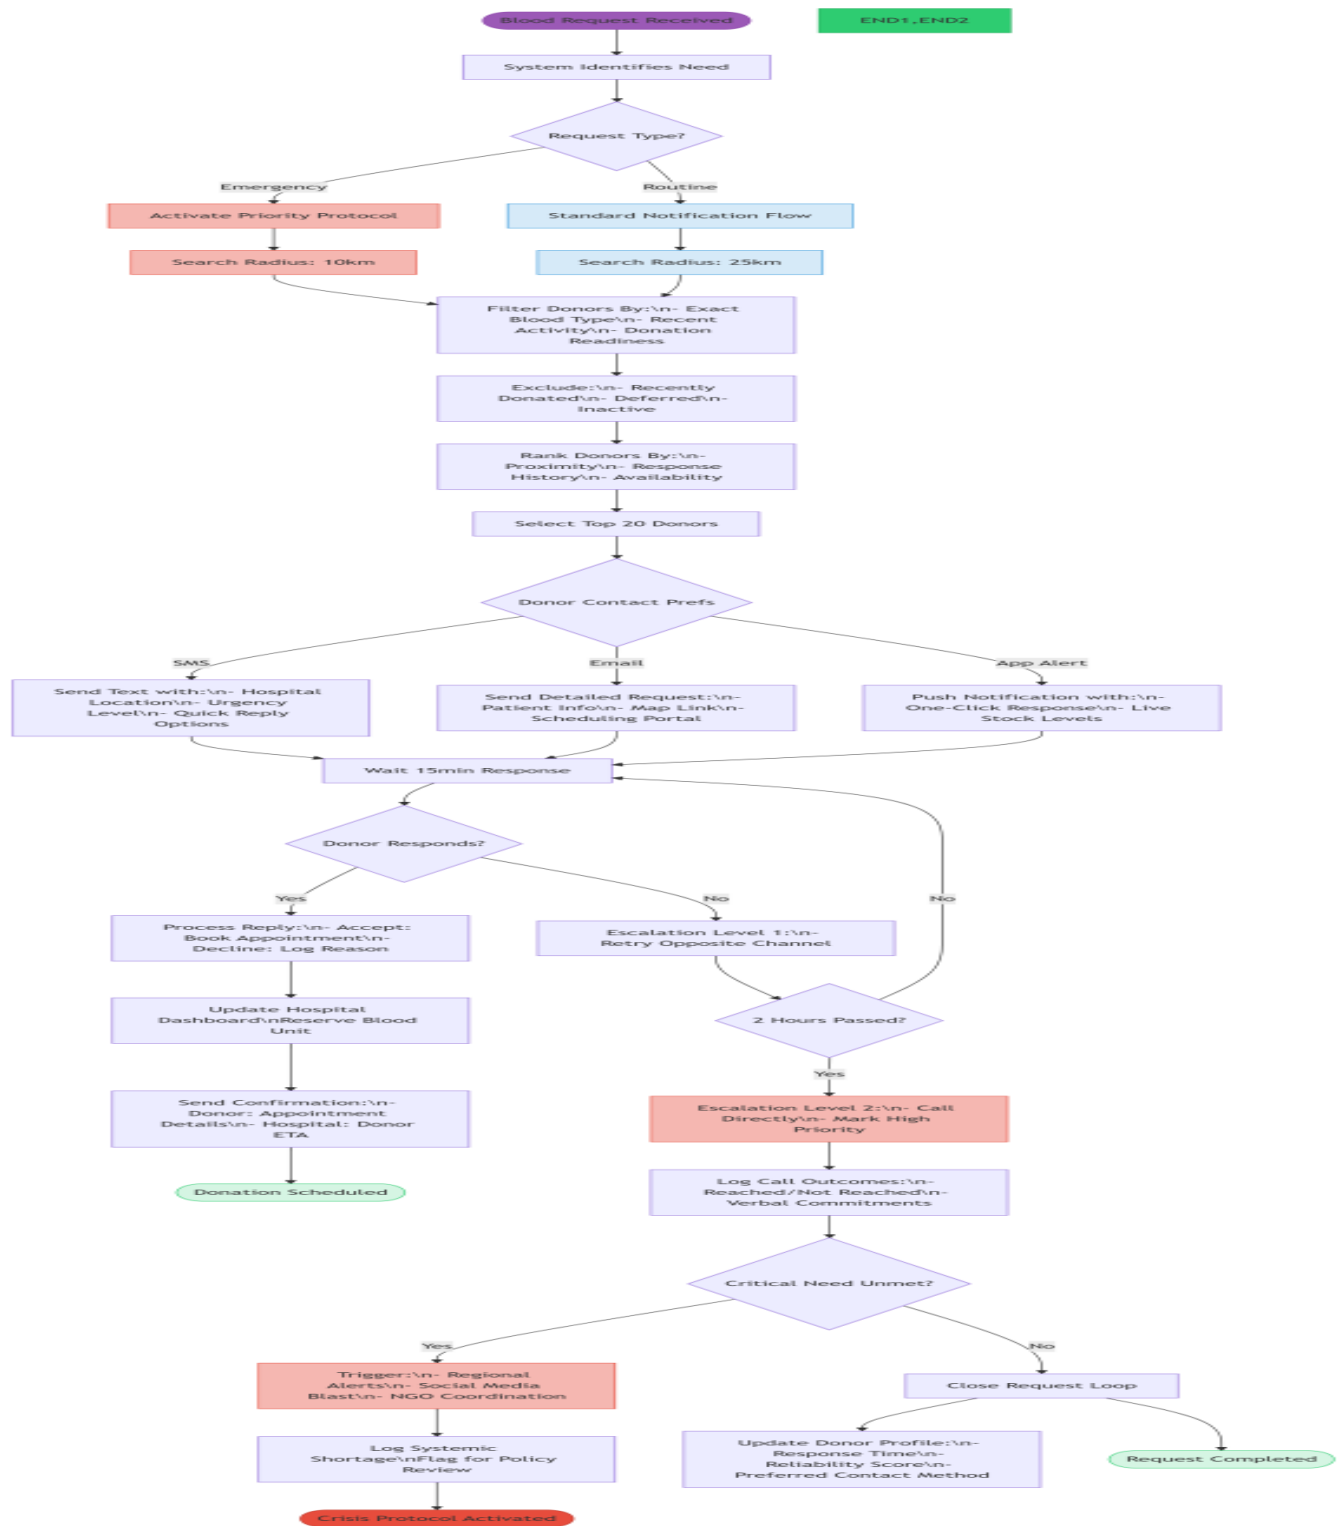 Blood Request Received
END1,END2
System Identifies Need
Request Type?
Emergency
Routine
Activate Priority Protocol
Standard Notification Flow
Search Radius: 10km
Search Radius: 25km
Filter Donors By:\n- Exact
Blood Type\n- Recent
Activity\n- Donation
Readiness
Exclude:\n- Recently
Donated\n- Deferred\n-
Inactive
Rank Donors By:\n-
Proximity\n- Response
History\n- Availability
Select Top 20 Donors
Donor Contact Prefs
SMS
Email
App Alert
Send Text with:\n- Hospital
Location\n- Urgency
Level\n- Quick Reply
Options
Send Detailed Request:\n-
Patient Info\n- Map Link\n-
Scheduling Portal
Push Notification with:\n-
One-Click Response\n- Live
Stock Levels
Wait 15min Response
Donor Responds?
Yes
No
No
Process Reply:\n- Accept:
Book Appointment\n-
Decline: Log Reason
Escalation Level 1:\n-
Retry Opposite Channel
Update Hospital
Dashboard\nReserve Blood
Unit
2 Hours Passed?
Yes
Send Confirmation:\n-
Donor: Appointment
Details\n- Hospital: Donor
ETA
Escalation Level 2:\n- Call
Directly\n- Mark High
Priority
Donation Scheduled
Log Call Outcomes:\n-
Reached/Not Reached\n-
Verbal Commitments
Critical Need Unmet?
Yes
No
Trigger:\n- Regional
Alerts\n- Social Media
Blast\n- NGO Coordination
Close Request Loop
Log Systemic
Shortage\nFlag for Policy
Review
Update Donor Profile:\n-
Response Time\n-
Reliability Score\n-
Preferred Contact Method
Request Completed
Crisis Protocol Activated